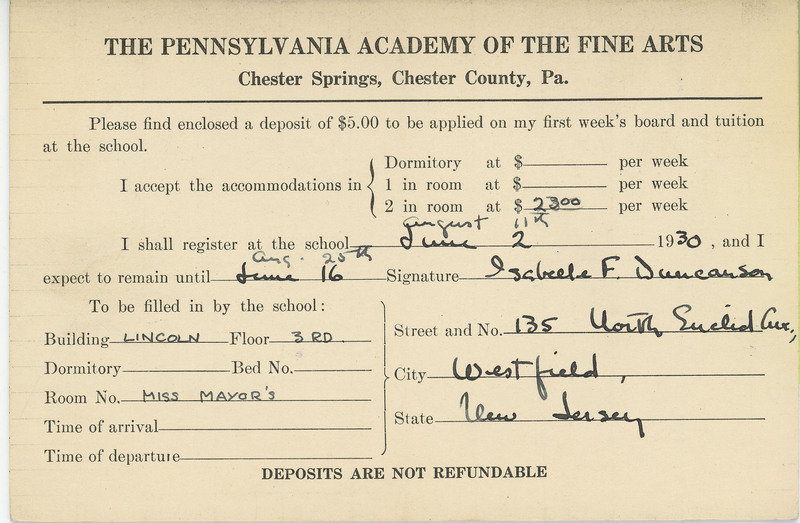 THE PENNSYLVANIA ACADEMY OF THE FINE ARTS
Chester Springs, Chester County, Pa.
Please find enclosed a deposit of $5.00 to be applied on my first week's board and tuition
at the school.
Dormitory at $ per week
I accept the accommodations in 1 in room at $ per week
2 in room at $ 2300 per week
August 11th
I shall register at the school June 2 1930, and I
Aug. 25th
expect to remain until June 16 Signature Isabelle F. Duncanson
To be filled in by the school:
Building LINCOLN Floor 3 RD.
Dormitory Bed No.
Room No. MISS MAYOR'S
Time of arrival
Time of departure
Street and No. 135 North Euclid Ave,
City Westfield,
State New Jersey
DEPOSITS ARE NOT REFUNDABLE